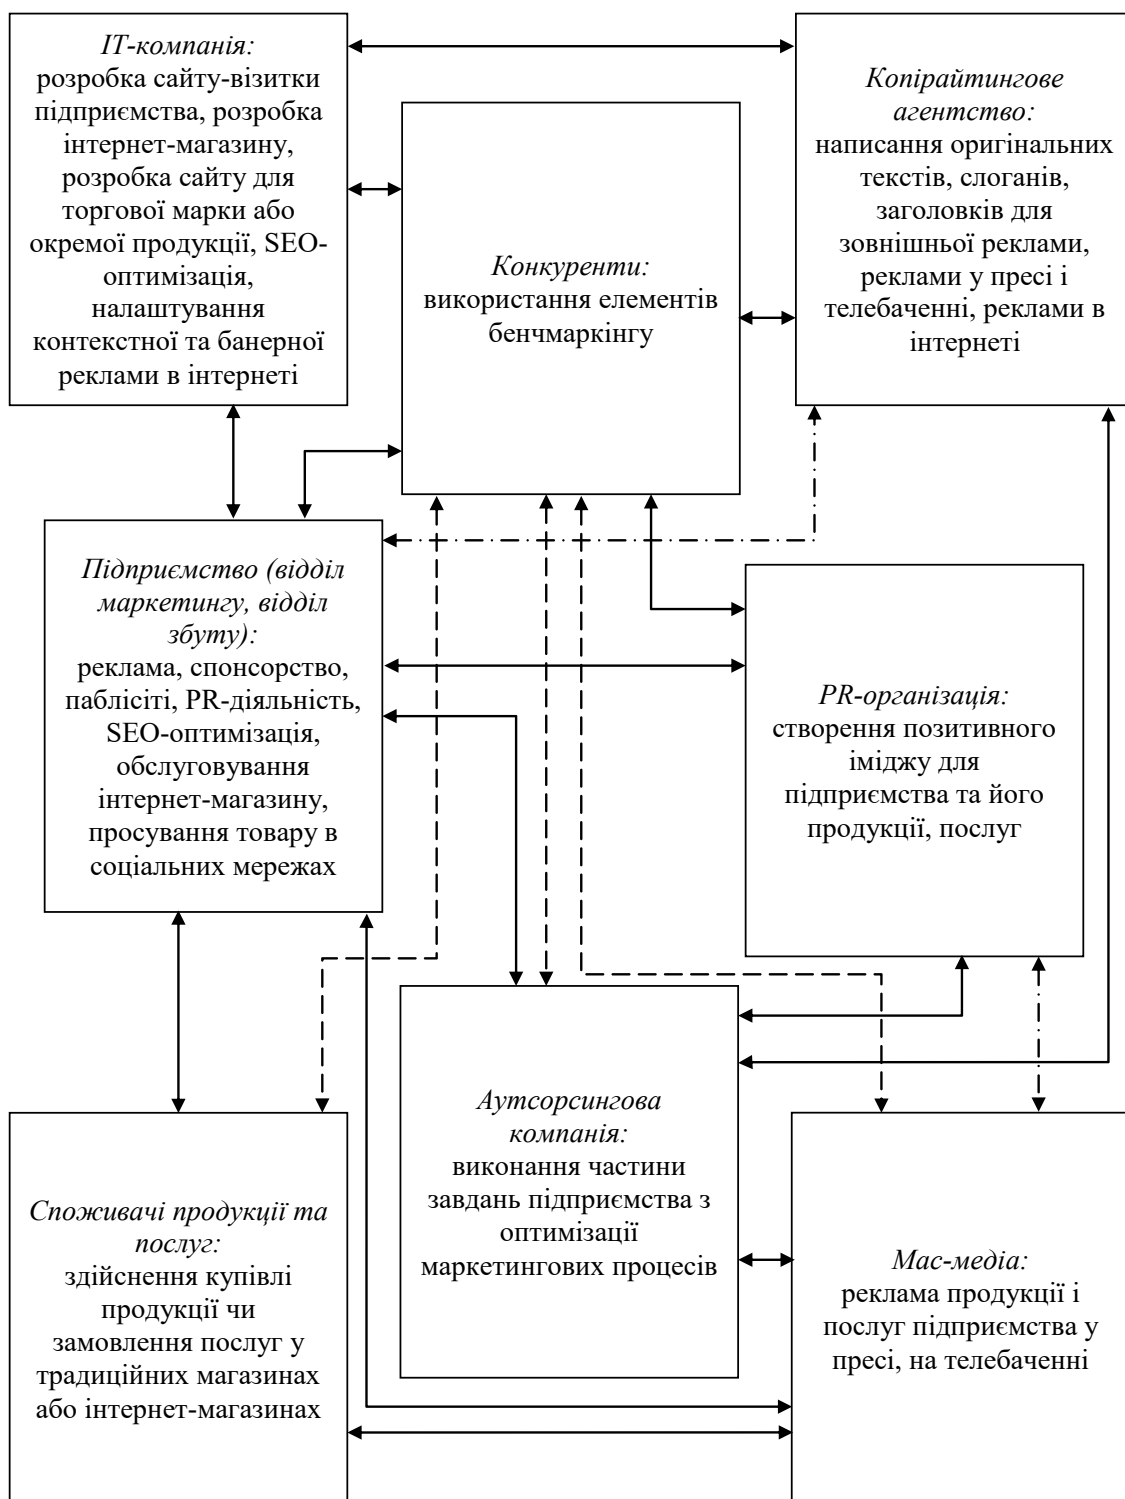 ІТ-компанія:
розробка сайту-візитки
підприємства, розробка
інтернет-магазину,
розробка сайту для
торгової марки або
окремої продукції, SEO-
оптимізація,
налаштування
контекстної та банерної
реклами в інтернеті
Конкуренти:
використання елементів
бенчмаркінгу
Копірайтингове
агентство:
написання оригінальних
текстів, слоганів,
заголовків для
зовнішньої реклами,
реклами у пресі і
телебаченні, реклами в
інтернеті
Підприємство (відділ
маркетингу, відділ
збуту):
реклама, спонсорство,
паблісіті, PR-діяльність,
SEO-оптимізація,
обслуговування
інтернет-магазину,
просування товару в
соціальних мережах
PR-організація:
створення позитивного
іміджу для
підприємства та його
продукції, послуг
Споживачі продукції та
послуг:
здійснення купівлі
продукції чи
замовлення послуг у
традиційних магазинах
або інтернет-магазинах
Аутсорсингова
компанія:
виконання частини
завдань підприємства з
оптимізації
маркетингових процесів
Мас-медіа:
реклама продукції і
послуг підприємства у
пресі, на телебаченні